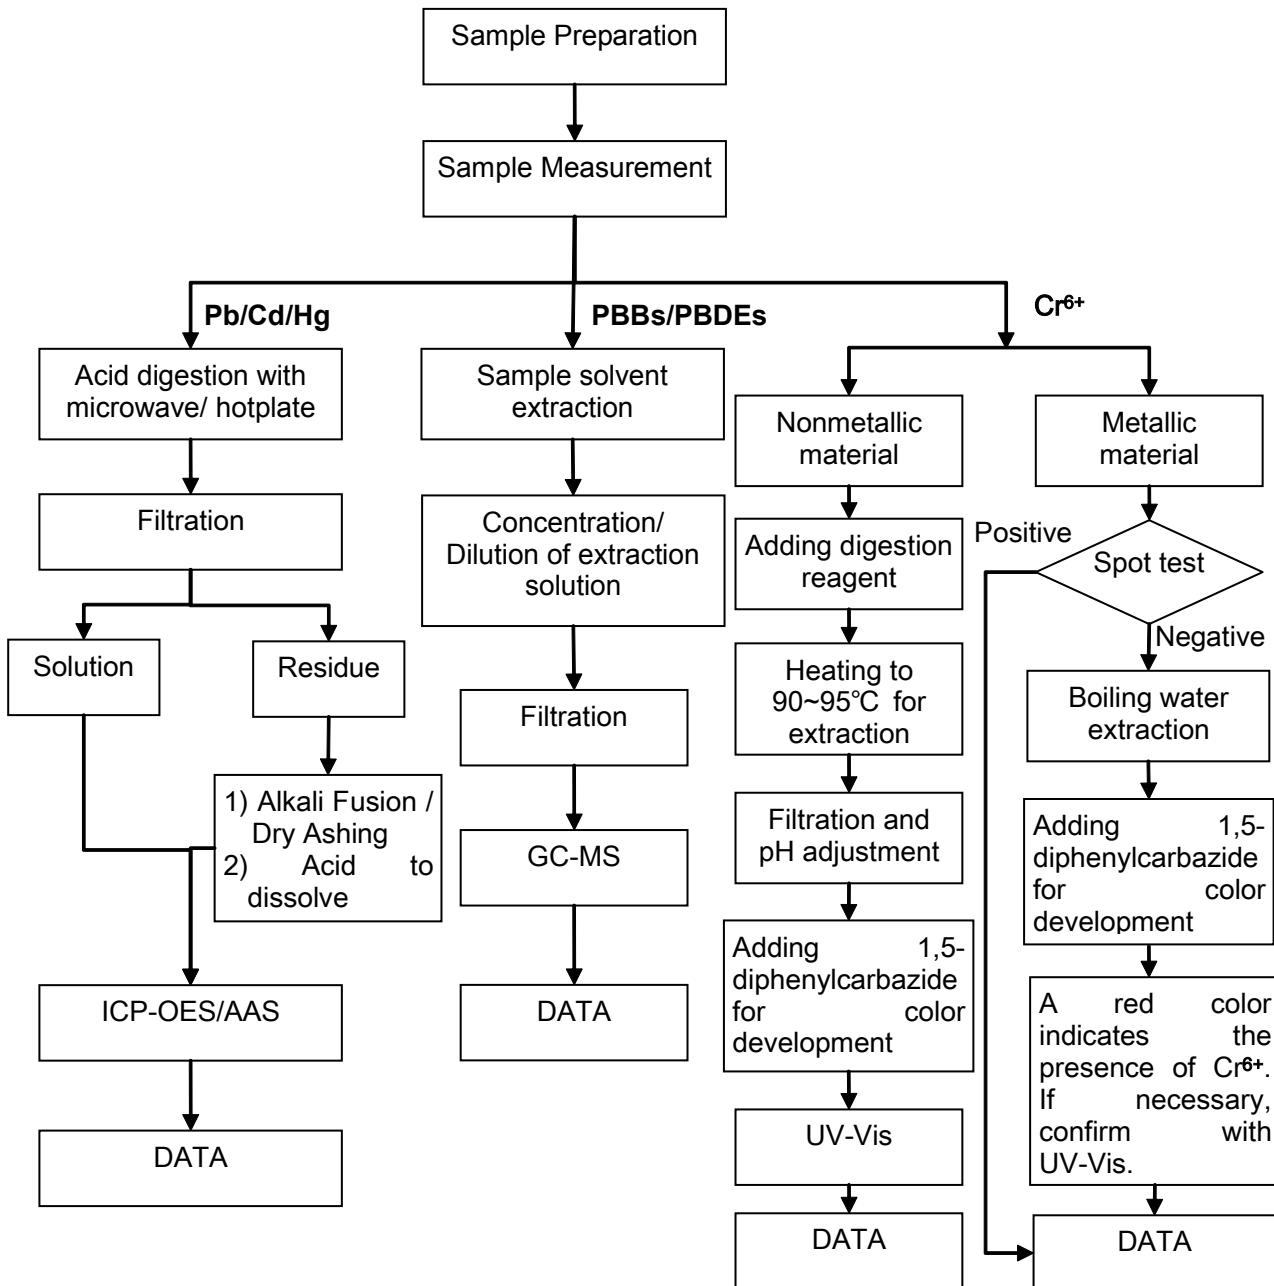 Sample Preparation
Sample Measurement
Pb/Cd/Hg
PBBs/PBDEs
Cr⁶⁺
Acid digestion with
microwave/ hotplate
Filtration
Solution
Residue
1) Alkali Fusion /
Dry Ashing
2) Acid to
dissolve
ICP-OES/AAS
DATA
Sample solvent
extraction
Concentration/
Dilution of extraction
solution
Filtration
GC-MS
DATA
Nonmetallic
material
Adding digestion
reagent
Heating to
90~95℃ for
extraction
Filtration and
pH adjustment
Adding 1,5-
diphenylcarbazide
for color
development
UV-Vis
DATA
Metallic
material
Positive
Spot test
Negative
Boiling water
extraction
Adding 1,5-
diphenylcarbazide
for color
development
A red color
indicates the
presence of Cr⁶⁺.
If necessary,
confirm with
UV-Vis.
DATA